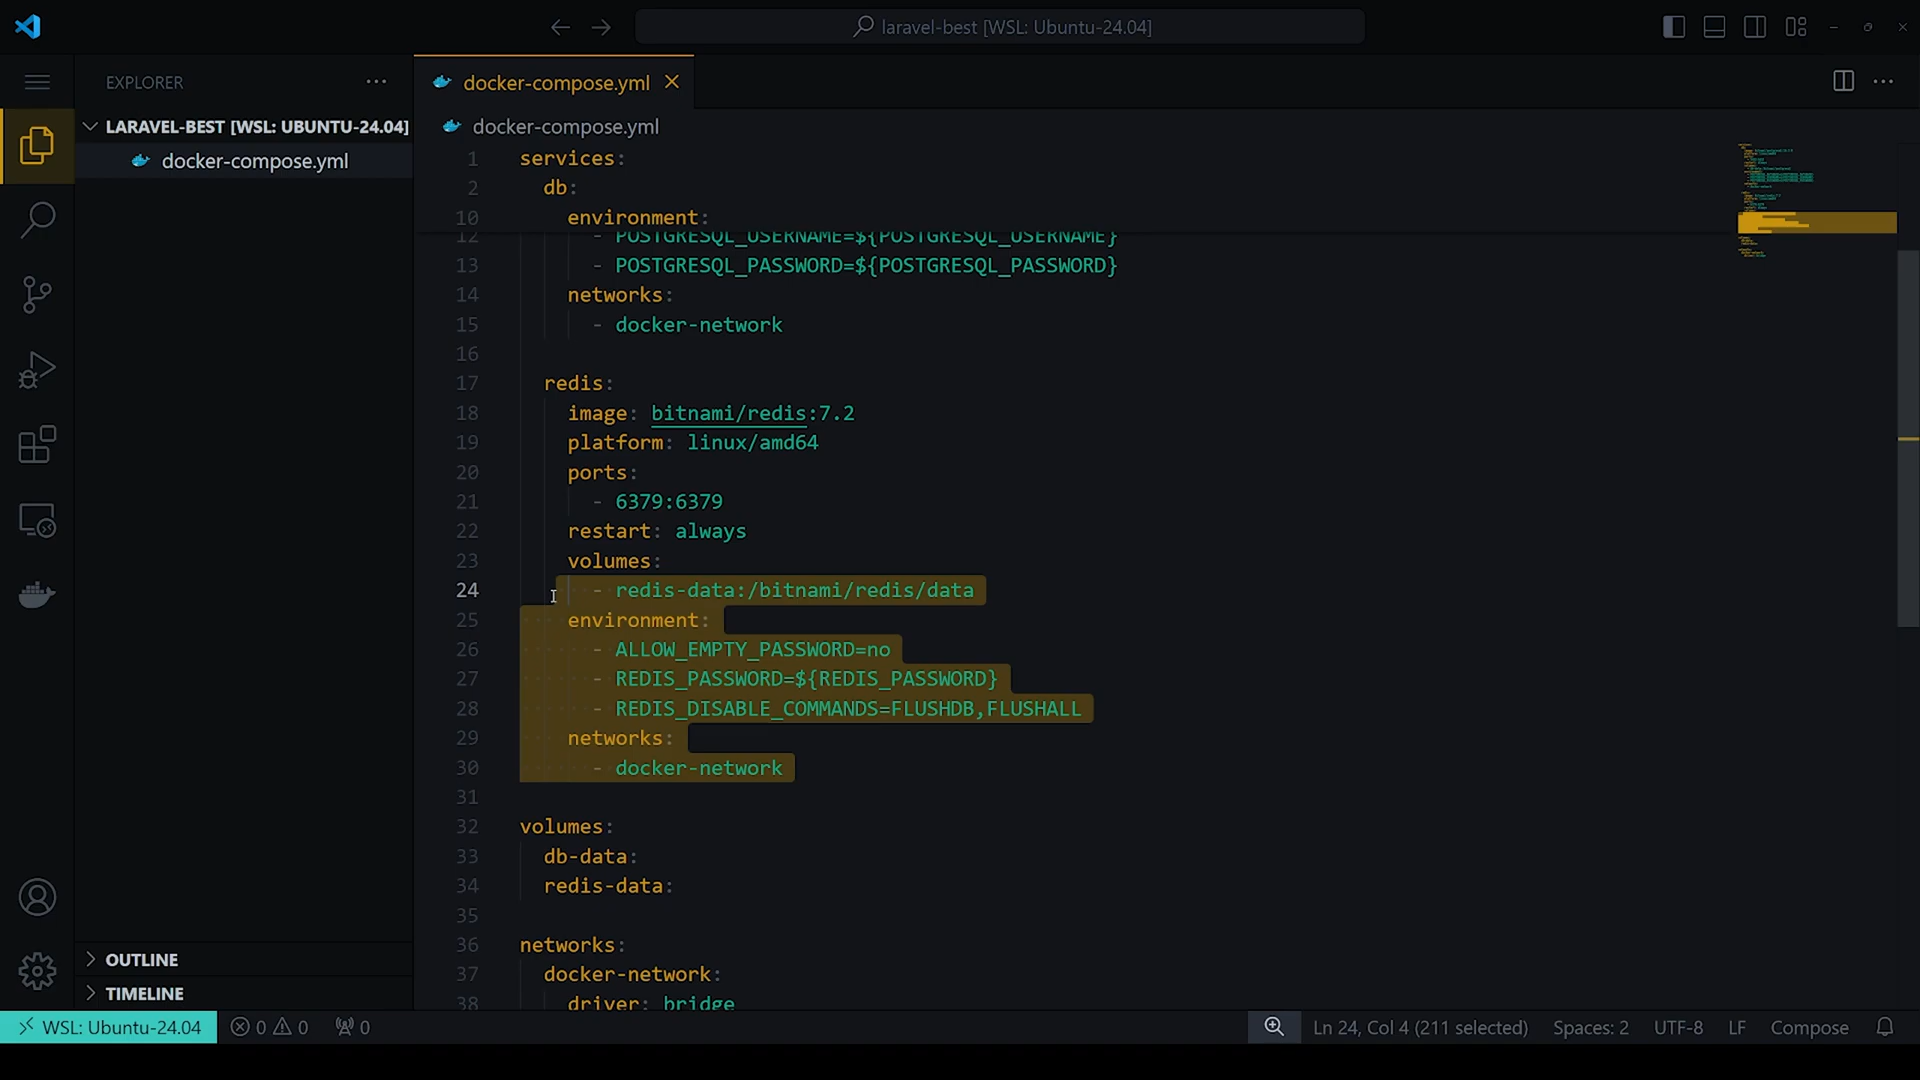 laravel-best [WSL: Ubuntu-24.04]
EXPLORER
LARAVEL-BEST [WSL: UBUNTU-24.04]
docker-compose.yml
OUTLINE
TIMELINE
docker-compose.yml
docker-compose.yml
1 services:
2 db:
10 environment:
12 - POSTGRESQL_USERNAME=${POSTGRESQL_USERNAME}
13 - POSTGRESQL_PASSWORD=${POSTGRESQL_PASSWORD}
14 networks:
15 - docker-network
16
17 redis:
18 image: bitnami/redis:7.2
19 platform: linux/amd64
20 ports:
21 - 6379:6379
22 restart: always
23 volumes:
24 - redis-data:/bitnami/redis/data
25 environment:
26 - ALLOW_EMPTY_PASSWORD=no
27 - REDIS_PASSWORD=${REDIS_PASSWORD}
28 - REDIS_DISABLE_COMMANDS=FLUSHDB,FLUSHALL
29 networks:
30 - docker-network
31
32 volumes:
33 db-data:
34 redis-data:
35
36 networks:
37 docker-network:
38 driver: bridge
WSL: Ubuntu-24.04 0 0 0 Ln 24, Col 4 (211 selected) Spaces: 2 UTF-8 LF Compose